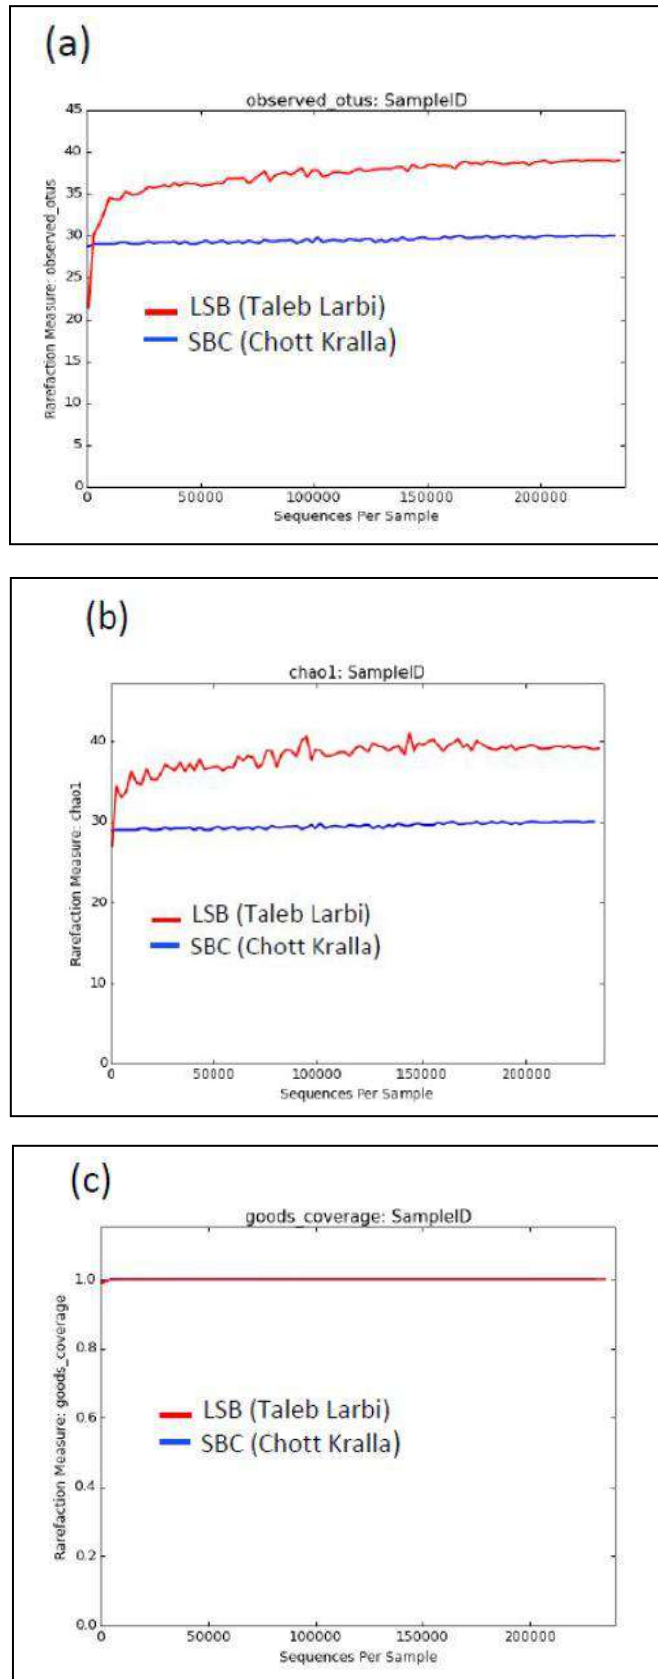 (a)
observed_otus: SampleID
45
40
35
30
25
20
15
10
5
0
Rarefaction Measure: observed_otus
LSB (Taleb Larbi)
SBC (Chott Kralla)
0 50000 100000 150000 200000
Sequences Per Sample
(b)
chao1: SampleID
40
30
20
10
0
Rarefaction Measure: chao1
LSB (Taleb Larbi)
SBC (Chott Kralla)
0 50000 100000 150000 200000
Sequences Per Sample
(c)
goods_coverage: SampleID
1.0
0.8
0.6
0.4
0.2
0.0
Rarefaction Measure: goods_coverage
LSB (Taleb Larbi)
SBC (Chott Kralla)
0 50000 100000 150000 200000
Sequences Per Sample